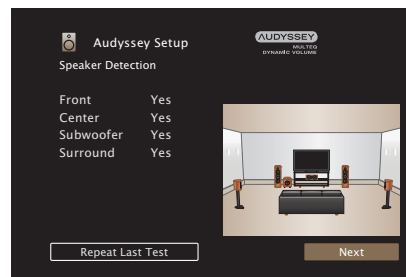 Audyssey Setup
AUDYSSEY
MULTEQ
DYNAMIC VOLUME
Speaker Detection
Front Yes
Center Yes
Subwoofer Yes
Surround Yes
Repeat Last Test
Next